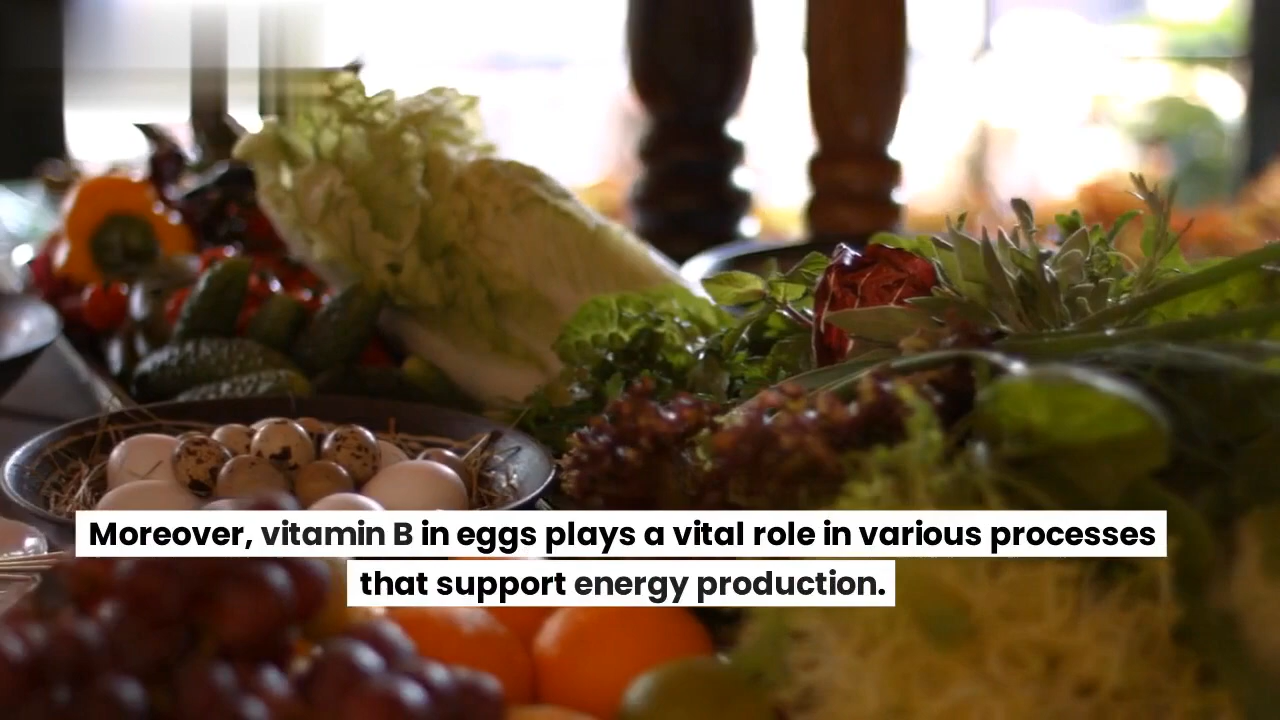 Moreover, vitamin B in eggs plays a vital role in various processes
that support energy production.